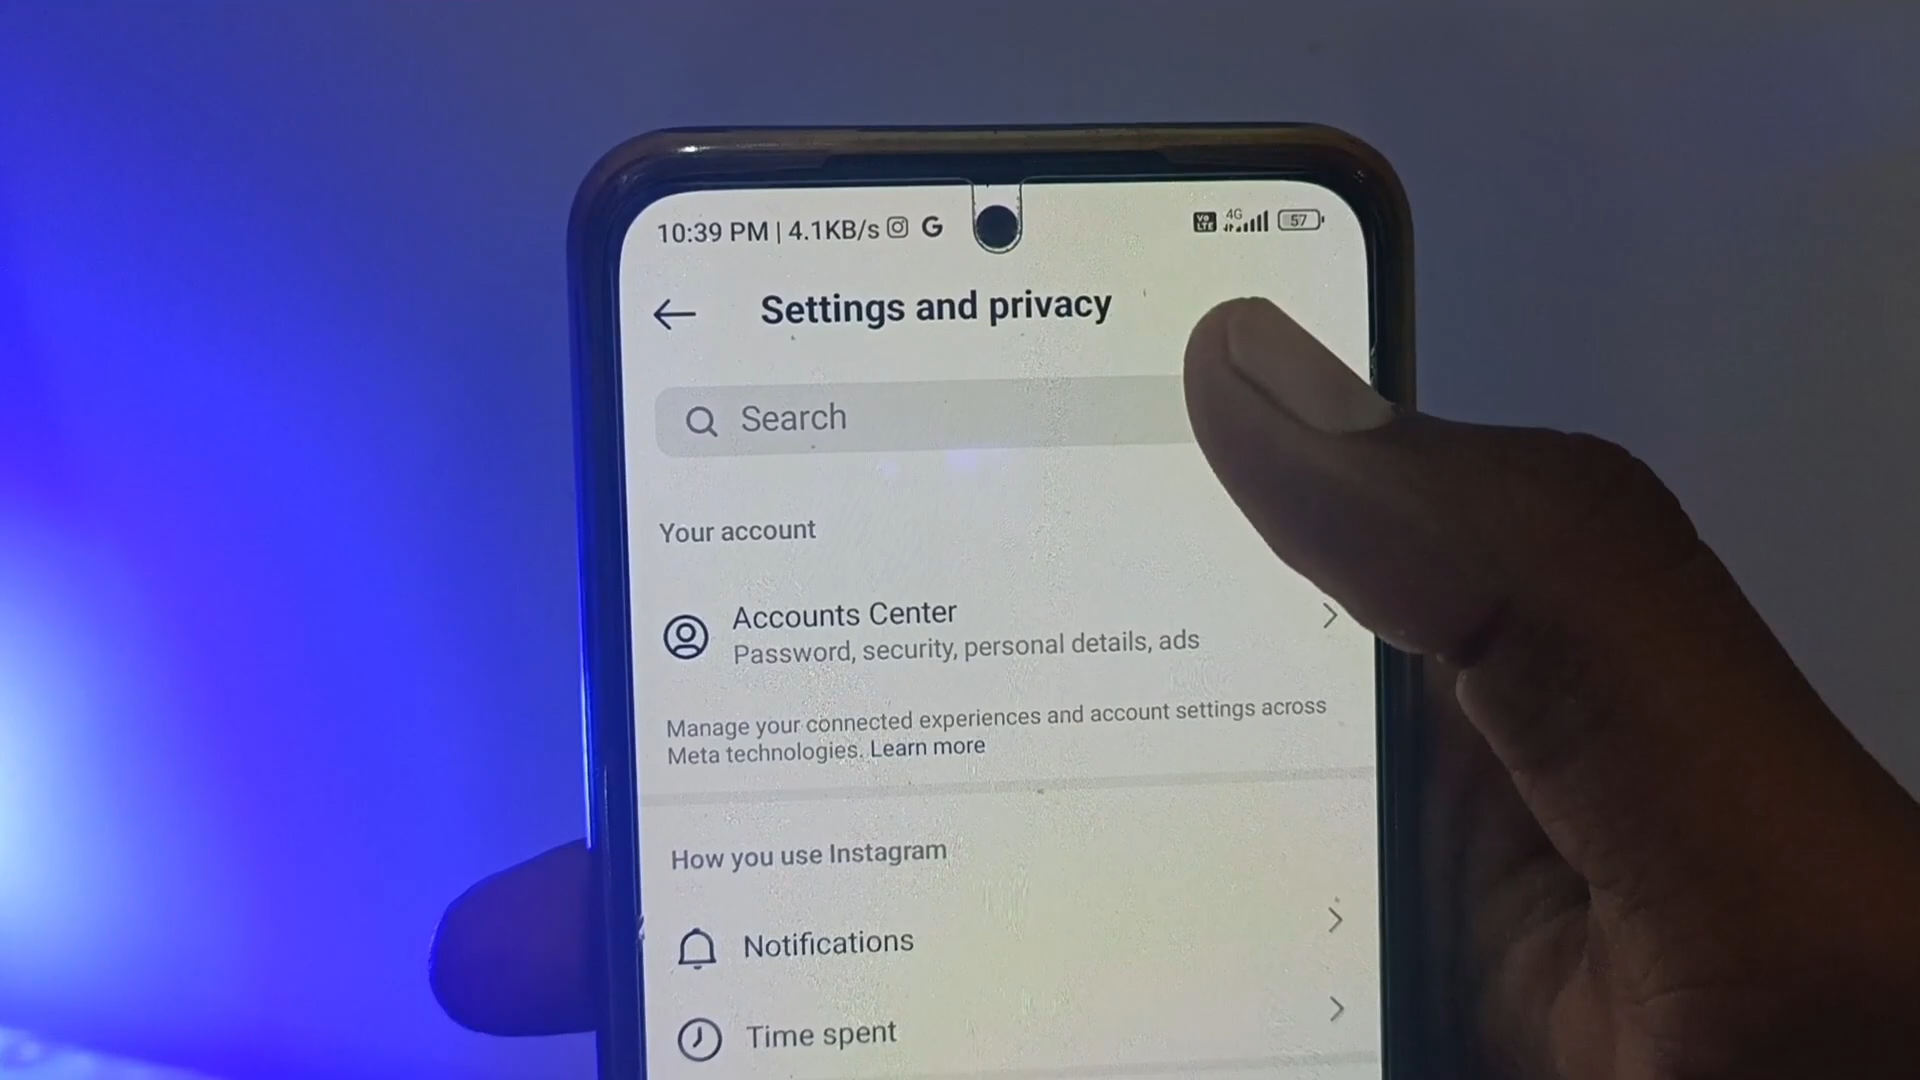 10:39 PM | 4.1KB/s G Vo LTE 4G 57
Settings and privacy
Search
Your account
Accounts Center
Password, security, personal details, ads
Manage your connected experiences and account settings across
Meta technologies. Learn more
How you use Instagram
Notifications
Time spent